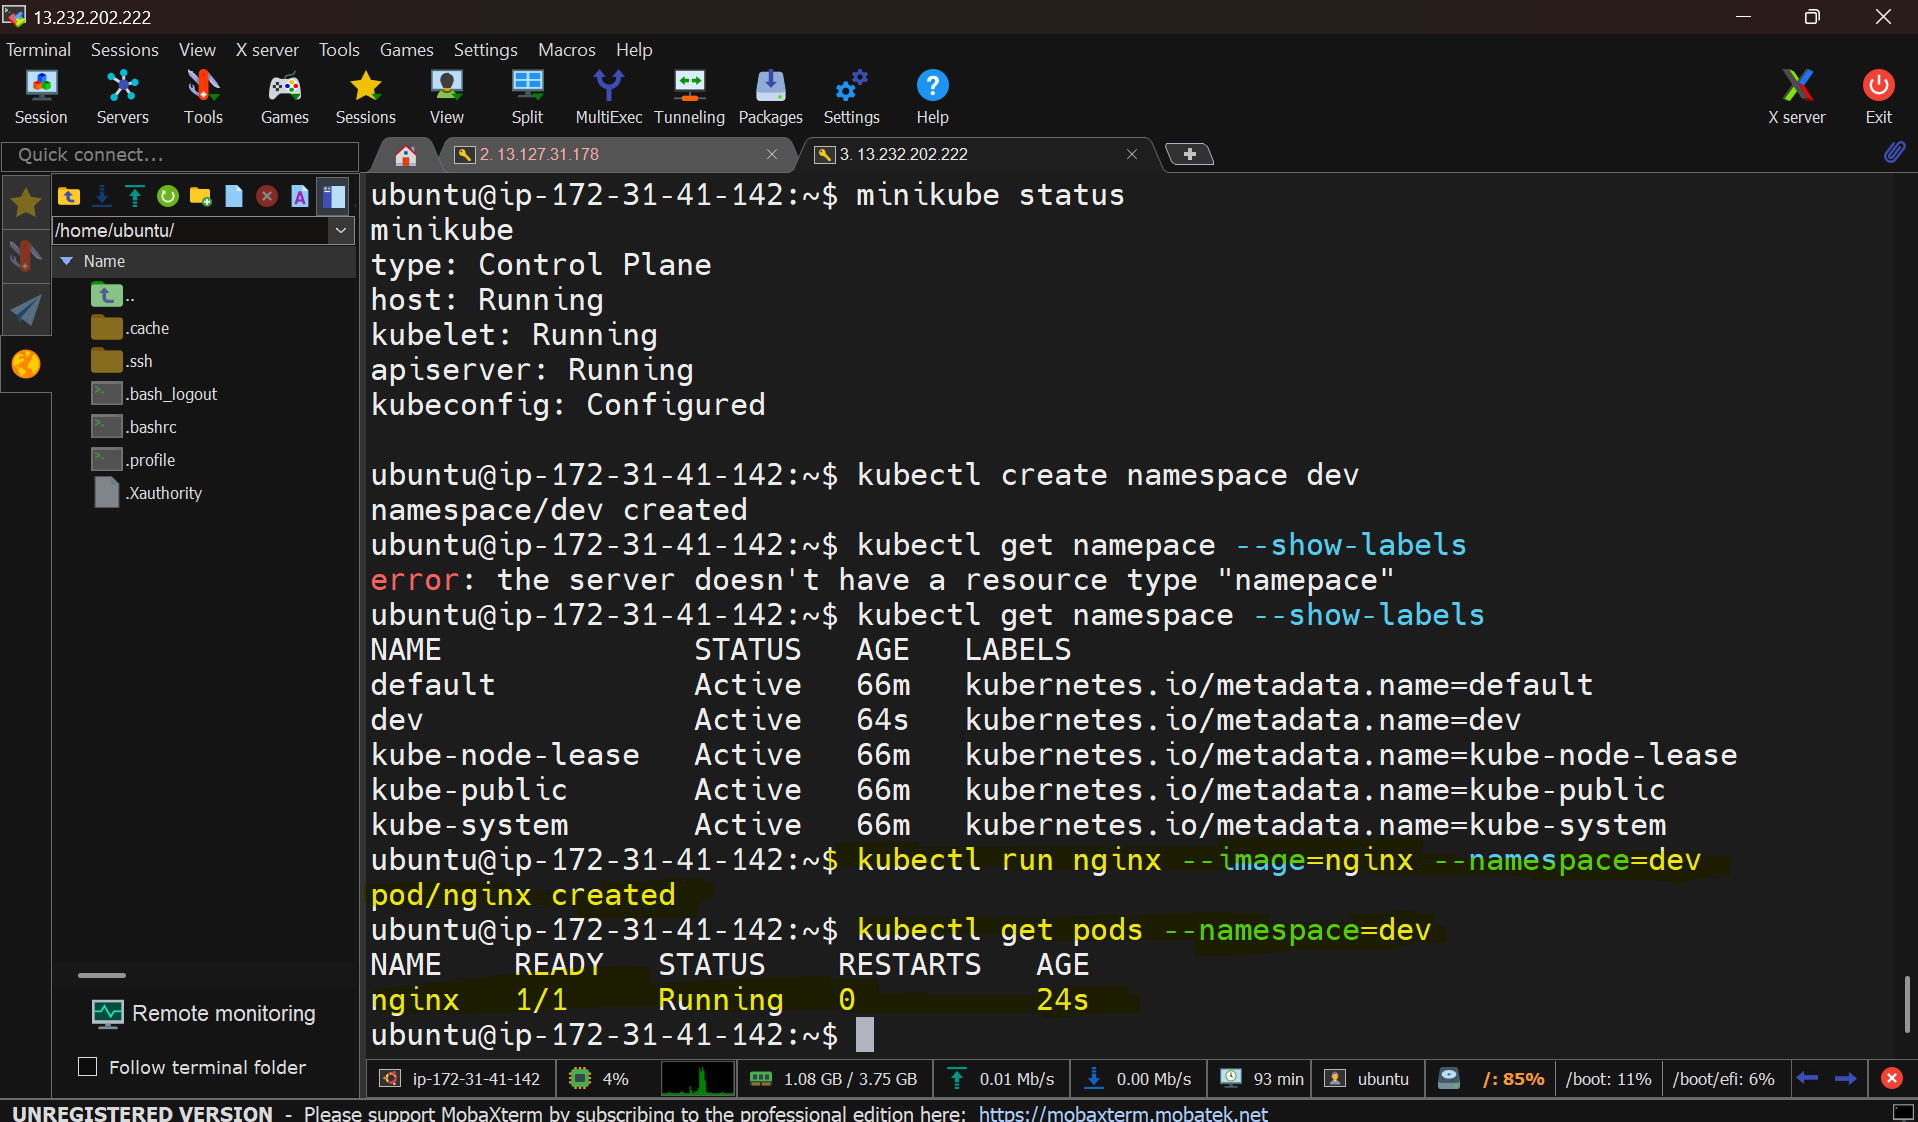 13.232.202.222
Terminal Sessions View X server Tools Games Settings Macros Help
Session Servers Tools Games Sessions View Split MultiExec Tunneling Packages Settings Help X server Exit
Quick connect...
2. 13.127.31.178
3. 13.232.202.222
/home/ubuntu/
Name
..
.cache
.ssh
.bash_logout
.bashrc
.profile
.Xauthority
Remote monitoring
Follow terminal folder
ubuntu@ip-172-31-41-142:~$ minikube status
minikube
type: Control Plane
host: Running
kubelet: Running
apiserver: Running
kubeconfig: Configured
ubuntu@ip-172-31-41-142:~$ kubectl create namespace dev
namespace/dev created
ubuntu@ip-172-31-41-142:~$ kubectl get namepace --show-labels
error: the server doesn't have a resource type "namepace"
ubuntu@ip-172-31-41-142:~$ kubectl get namespace --show-labels
NAME STATUS AGE LABELS
default Active 66m kubernetes.io/metadata.name=default
dev Active 64s kubernetes.io/metadata.name=dev
kube-node-lease Active 66m kubernetes.io/metadata.name=kube-node-lease
kube-public Active 66m kubernetes.io/metadata.name=kube-public
kube-system Active 66m kubernetes.io/metadata.name=kube-system
ubuntu@ip-172-31-41-142:~$ kubectl run nginx --image=nginx --namespace=dev
pod/nginx created
ubuntu@ip-172-31-41-142:~$ kubectl get pods --namespace=dev
NAME READY STATUS RESTARTS AGE
nginx 1/1 Running 0 24s
ubuntu@ip-172-31-41-142:~$
ip-172-31-41-142 4% 1.08 GB / 3.75 GB 0.01 Mb/s 0.00 Mb/s 93 min ubuntu /: 85% /boot: 11% /boot/efi: 6%
UNREGISTERED VERSION - Please support MobaXterm by subscribing to the professional edition here: https://mobaxterm.mobatek.net